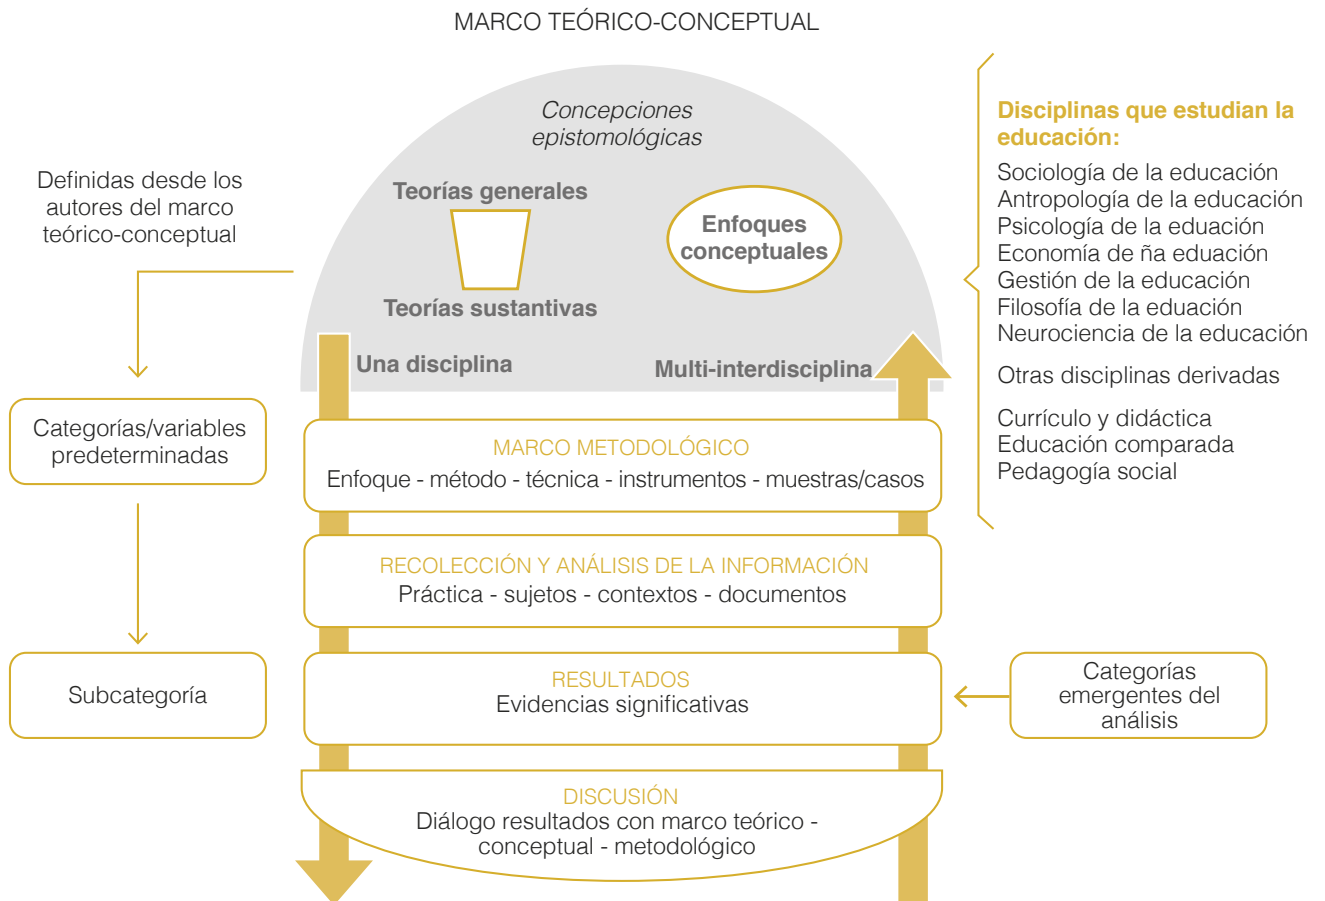 MARCO TEÓRICO-CONCEPTUAL
Concepciones
epistomológicas
Teorías generales
Teorías sustantivas
Enfoques
conceptuales
Una disciplina
Multi-interdisciplina
Definidas desde los
autores del marco
teórico-conceptual
Categorías/variables
predeterminadas
Subcategoría
MARCO METODOLÓGICO
Enfoque - método - técnica - instrumentos - muestras/casos
RECOLECCIÓN Y ANÁLISIS DE LA INFORMACIÓN
Práctica - sujetos - contextos - documentos
RESULTADOS
Evidencias significativas
DISCUSIÓN
Diálogo resultados con marco teórico -
conceptual - metodológico
Disciplinas que estudian la
educación:
Sociología de la educación
Antropología de la educación
Psicología de la eduación
Economía de ña eduación
Gestión de la educación
Filosofía de la eduación
Neurociencia de la educación
Otras disciplinas derivadas
Currículo y didáctica
Educación comparada
Pedagogía social
Categorías
emergentes del
análisis